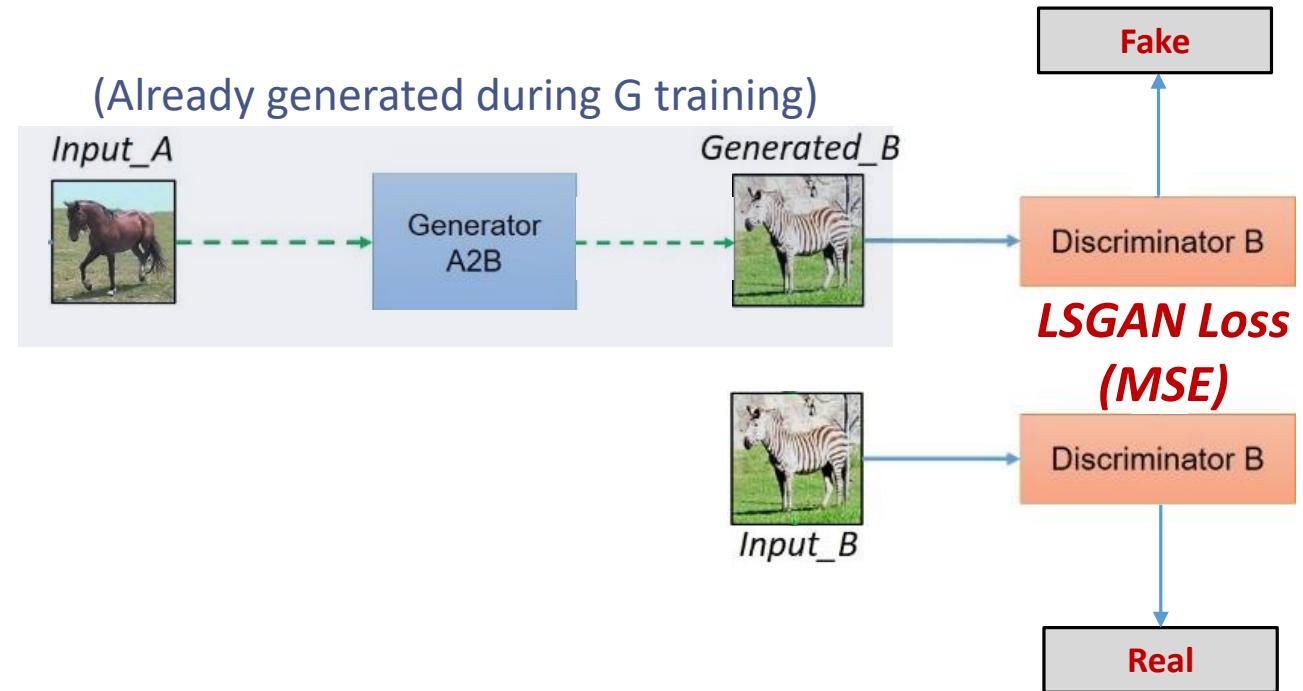 Fake
(Already generated during G training)
Input_A
Generated_B
Generator
A2B
Discriminator B
LSGAN Loss
(MSE)
Discriminator B
Input_B
Real